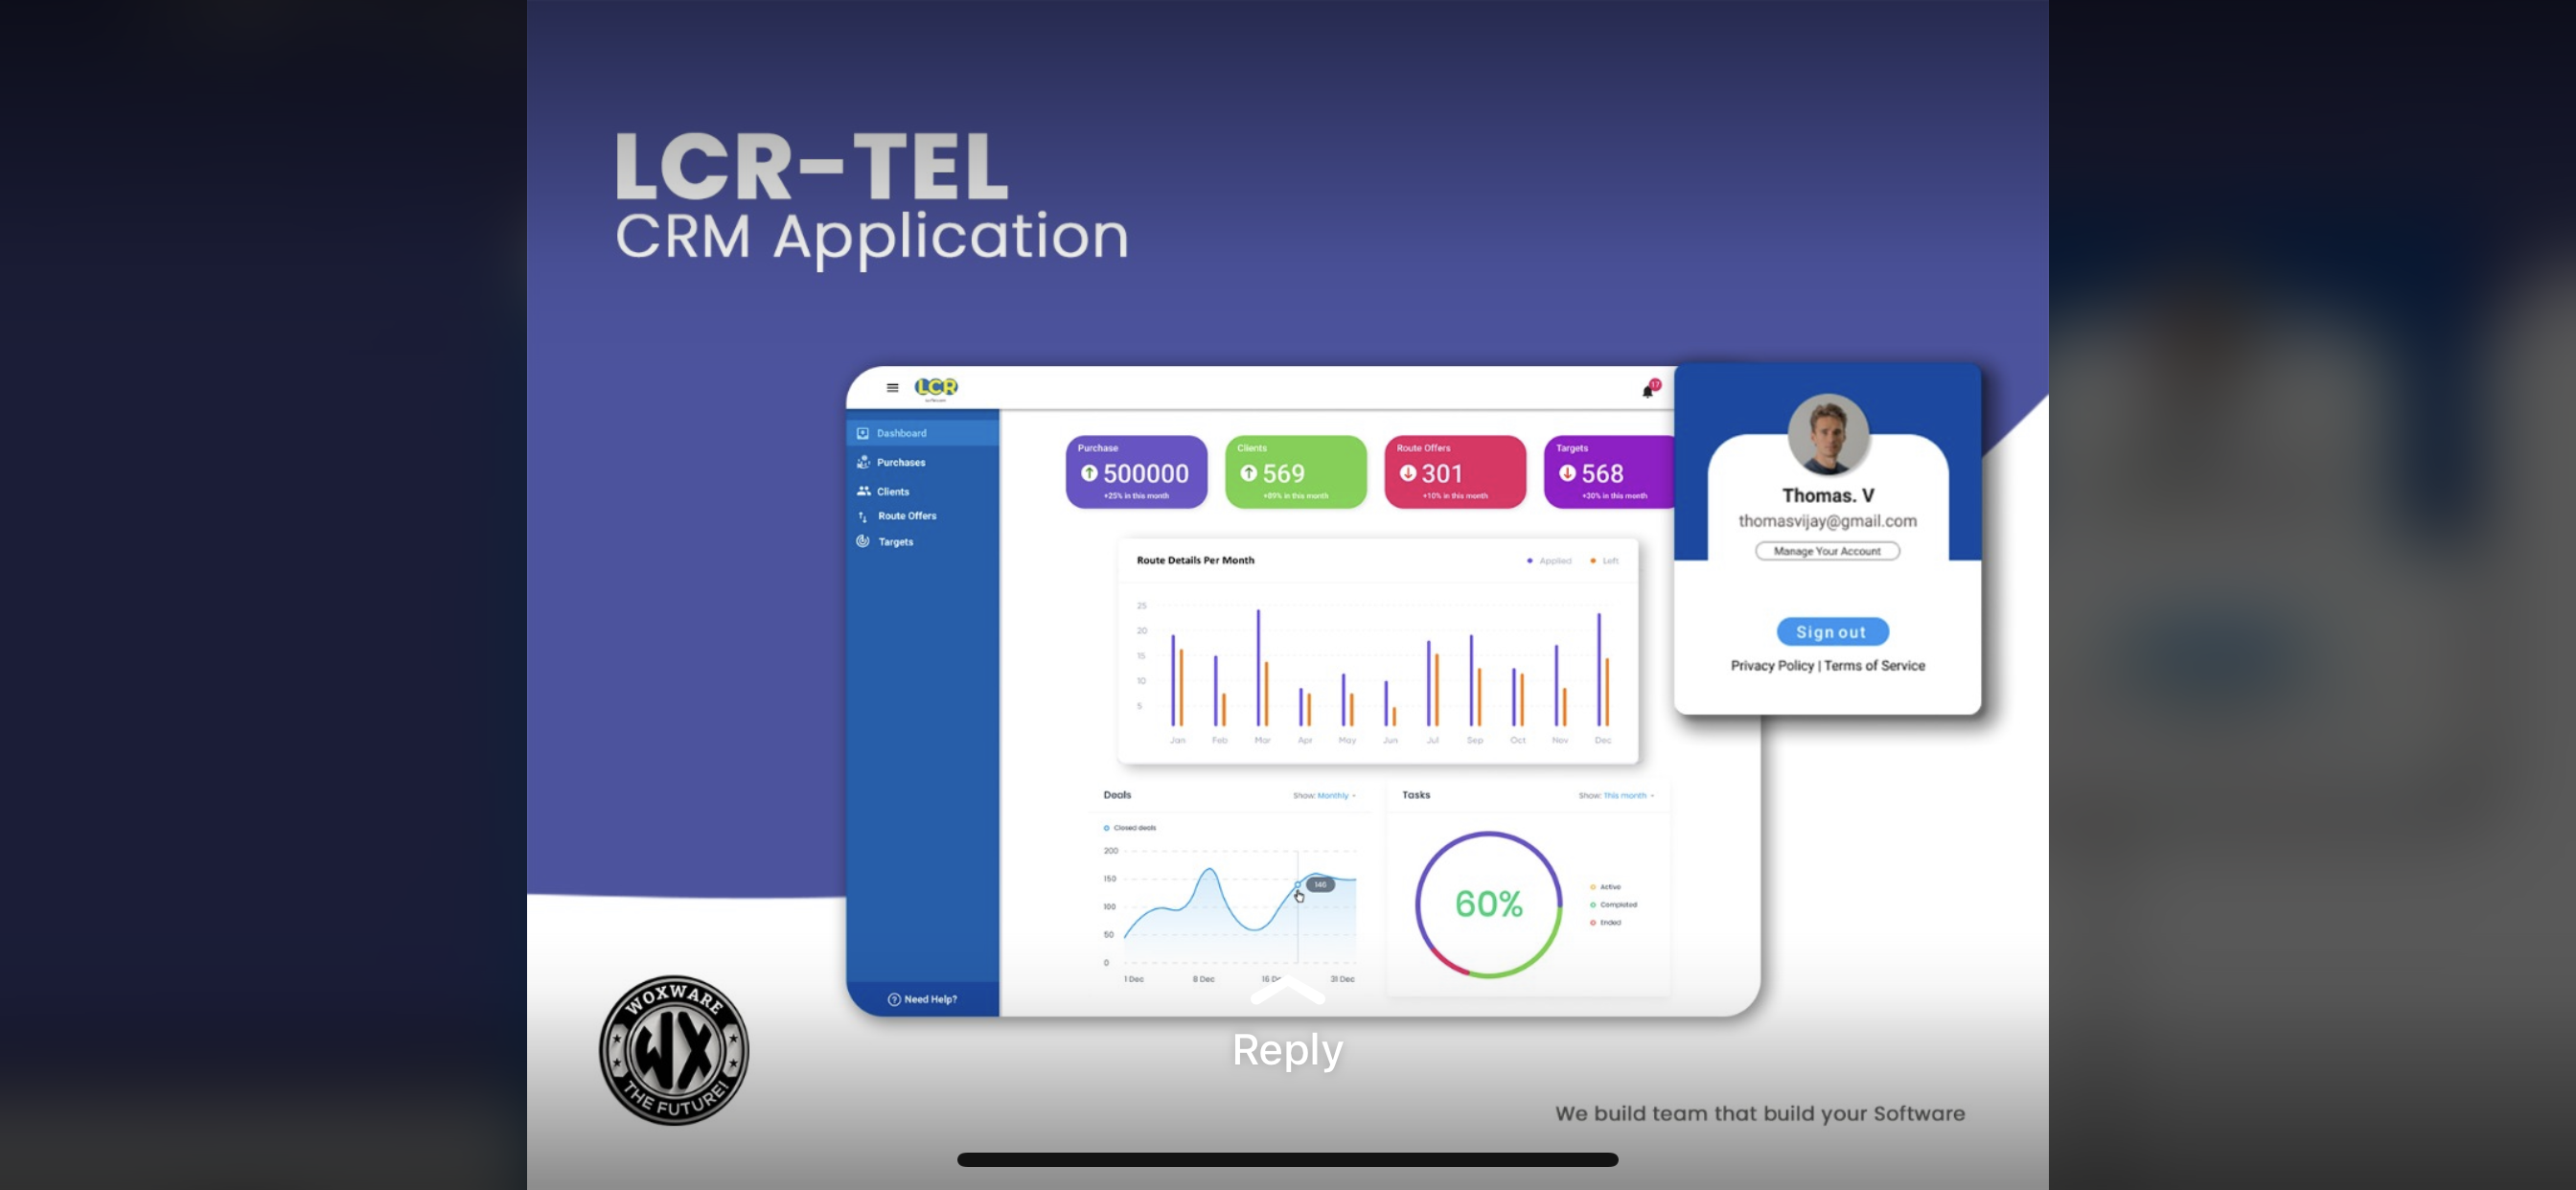 LCR-TEL
CRM Application
LCR
17
Dashboard
Purchases
Clients
Route Offers
Targets
Need Help?
Purchase
500000
+25% in this month
Clients
569
+89% in this month
Route Offers
301
+10% in this month
Targets
568
+30% in this month
Thomas. V
thomasvijay@gmail.com
Manage Your Account
Sign out
Privacy Policy | Terms of Service
Route Details Per Month
Applied
Left
25
20
15
10
5
Jan Feb Mar Apr May Jun Jul Sep Oct Nov Dec
Deals
Show: Monthly
Closed deals
200
150
146
100
50
0
1 Dec 8 Dec 16 31 Dec
Tasks
Show: This month
60%
Active
Completed
Ended
Reply
WOXWARE
WX
THE FUTURE!
We build team that build your Software